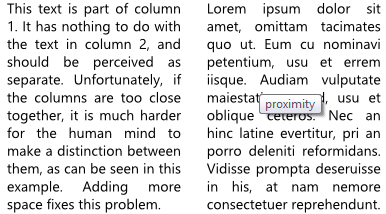 This text is part of column
1. It has nothing to do with
the text in column 2, and
should be perceived as
separate. Unfortunately, if
the columns are too close
together, it is much harder
for the human mind to
make a distinction between
them, as can be seen in this
example. Adding more
space fixes this problem.
Lorem ipsum dolor sit
amet, omittam tacimates
quo ut. Eum cu nominavi
petentium, usu et errem
iisque. Audiam vulputate
usu et
proximity
oblique ceteros. Nec an
hinc latine evertitur, pri an
porro deleniti reformidans.
Vidisse prompta deseruisse
in his, at nam nemore
consectetuer reprehendunt.